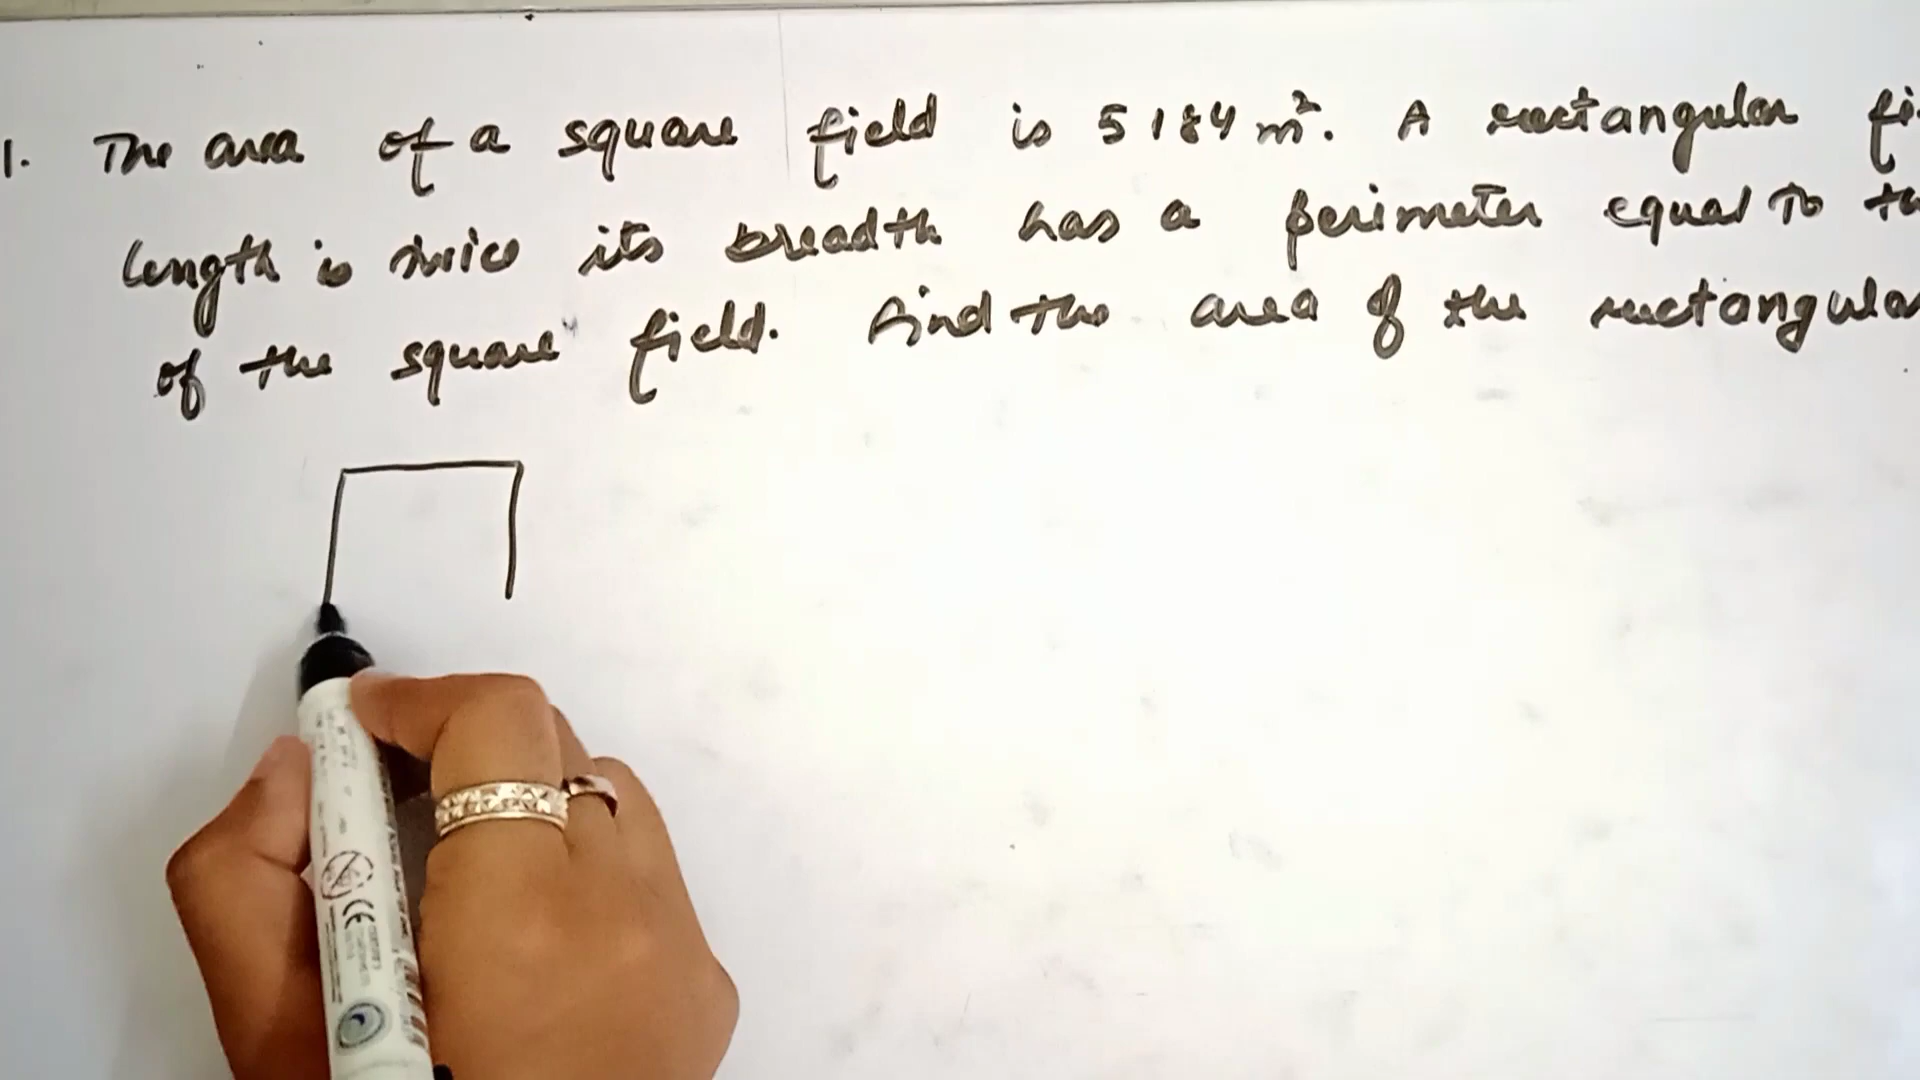 1. The area of a square field is 5184 m². A rectangular fi
length is twice its breadth has a perimeter equal to th
of the square field. Find the area of the rectangular
CE